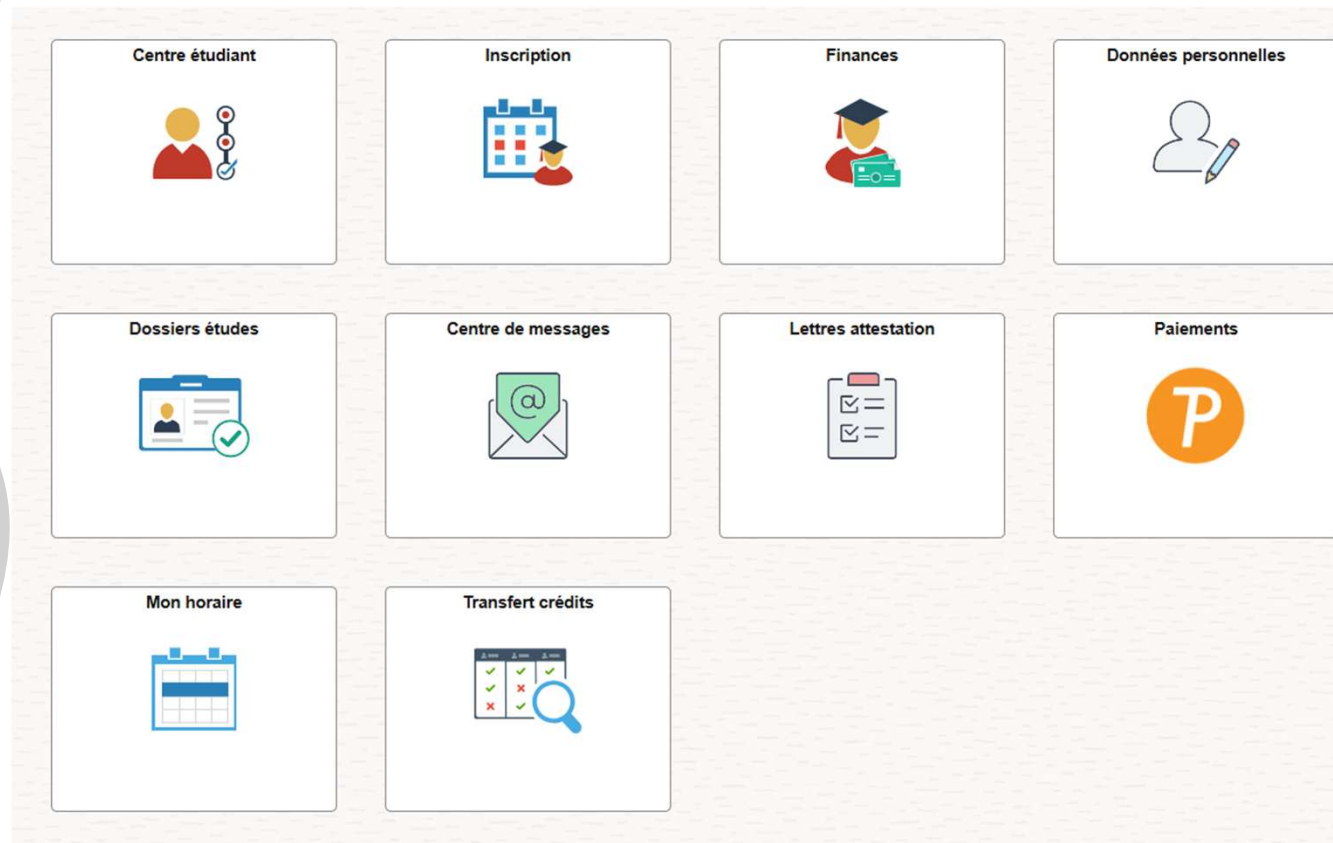 Centre étudiant
Inscription
Finances
Données personnelles
Dossiers études
Centre de messages
Lettres attestation
Paiements
Mon horaire
Transfert crédits